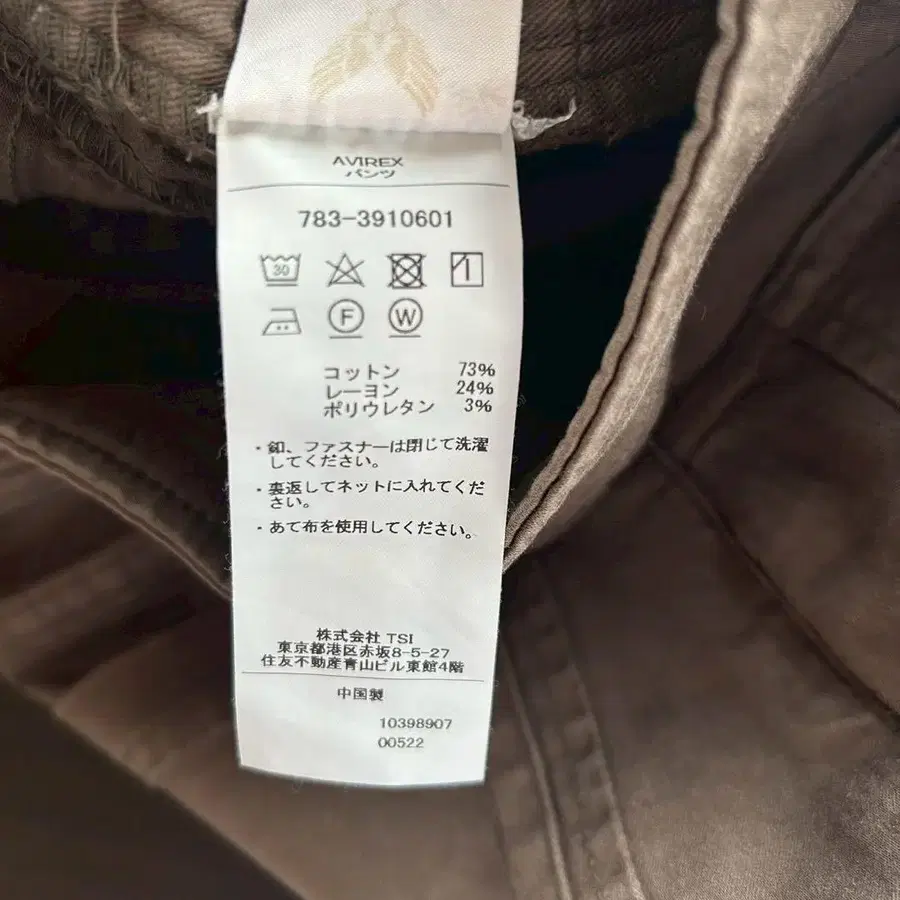 AVIREX
パンツ
783-3910601
30
F W
コットン 73%
レーヨン 24%
ポリウレタン 3%
・釦、ファスナーは閉じて洗濯
してください。
・裏返してネットに入れてくだ
さい。
・あて布を使用してください。
株式会社 TSI
東京都港区赤坂8-5-27
住友不動産青山ビル東館4階
中国製
10398907
00522